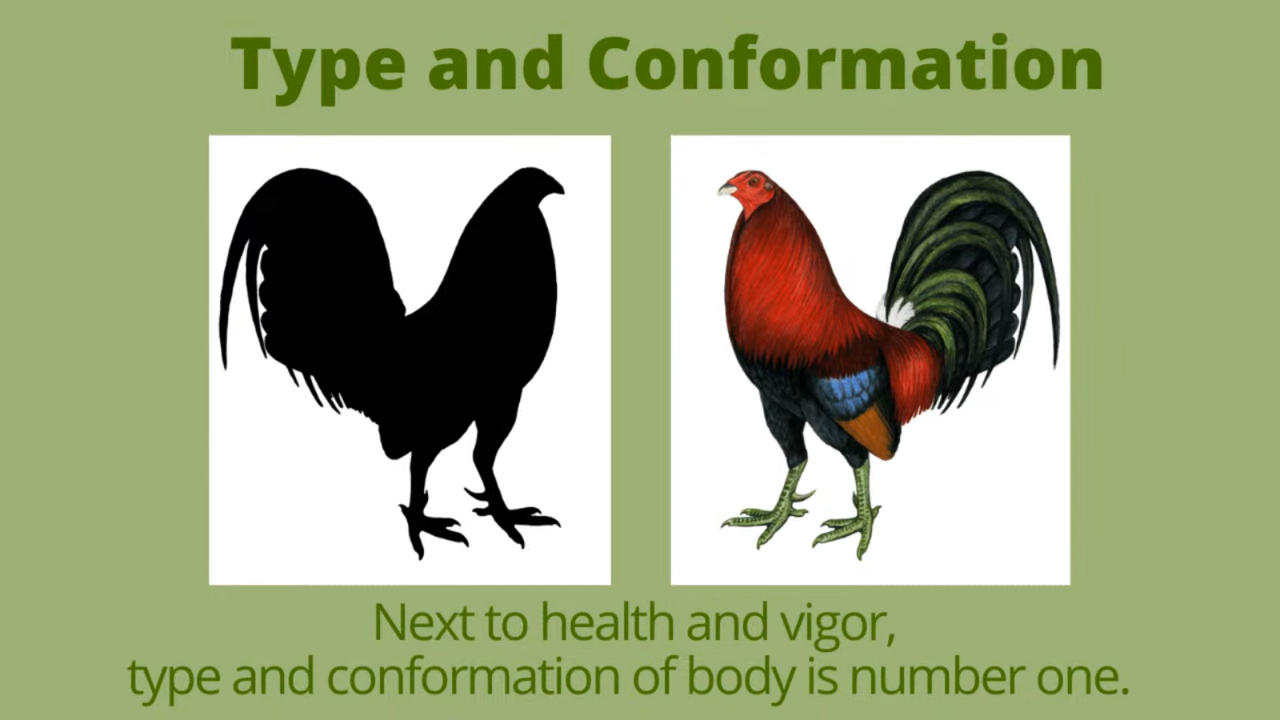 Type and Conformation
Next to health and vigor,
type and conformation of body is number one.